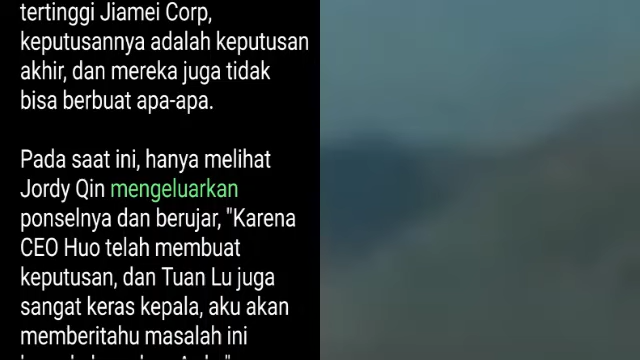 tertinggi Jiamei Corp,
keputusannya adalah keputusan
akhir, dan mereka juga tidak
bisa berbuat apa-apa.
Pada saat ini, hanya melihat
Jordy Qin mengeluarkan
ponselnya dan berujar, "Karena
CEO Huo telah membuat
keputusan, dan Tuan Lu juga
sangat keras kepala, aku akan
memberitahu masalah ini